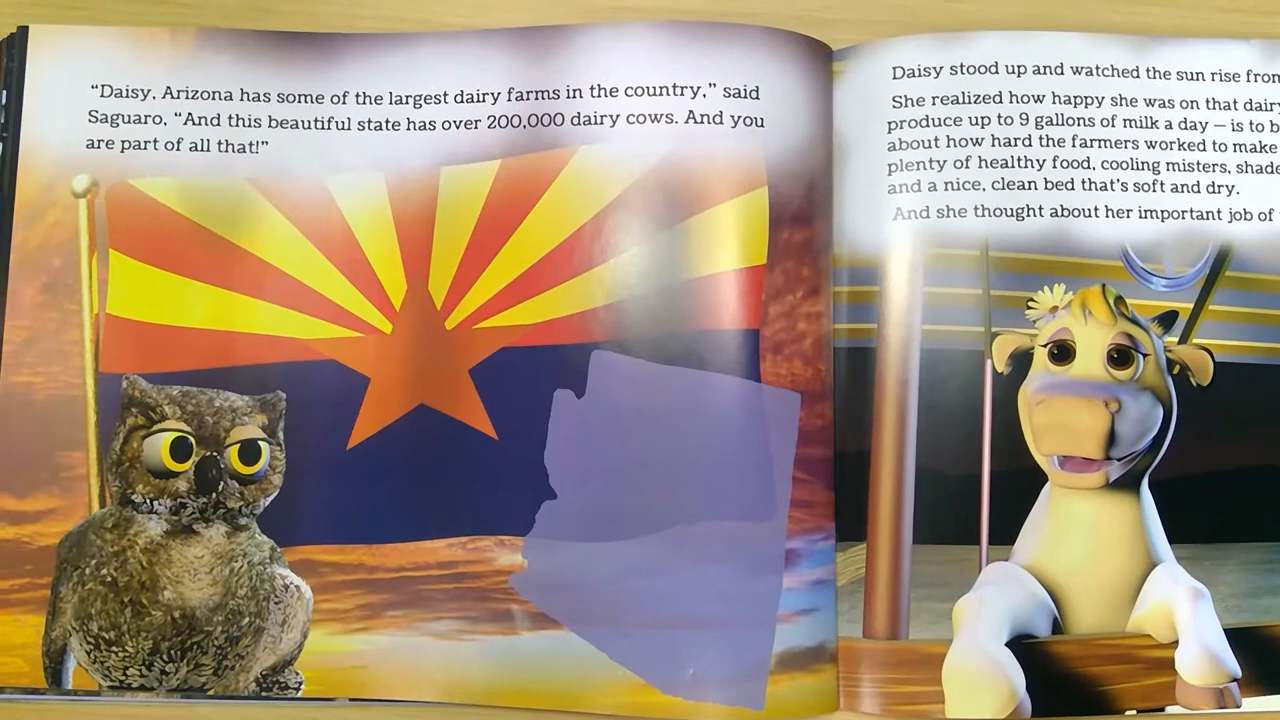 “Daisy, Arizona has some of the largest dairy farms in the country,” said
Saguaro, “And this beautiful state has over 200,000 dairy cows. And you
are part of all that!”
Daisy stood up and watched the sun rise from
She realized how happy she was on that dairy
produce up to 9 gallons of milk a day — is to b
about how hard the farmers worked to make
plenty of healthy food, cooling misters, shade
and a nice, clean bed that’s soft and dry.
And she thought about her important job of